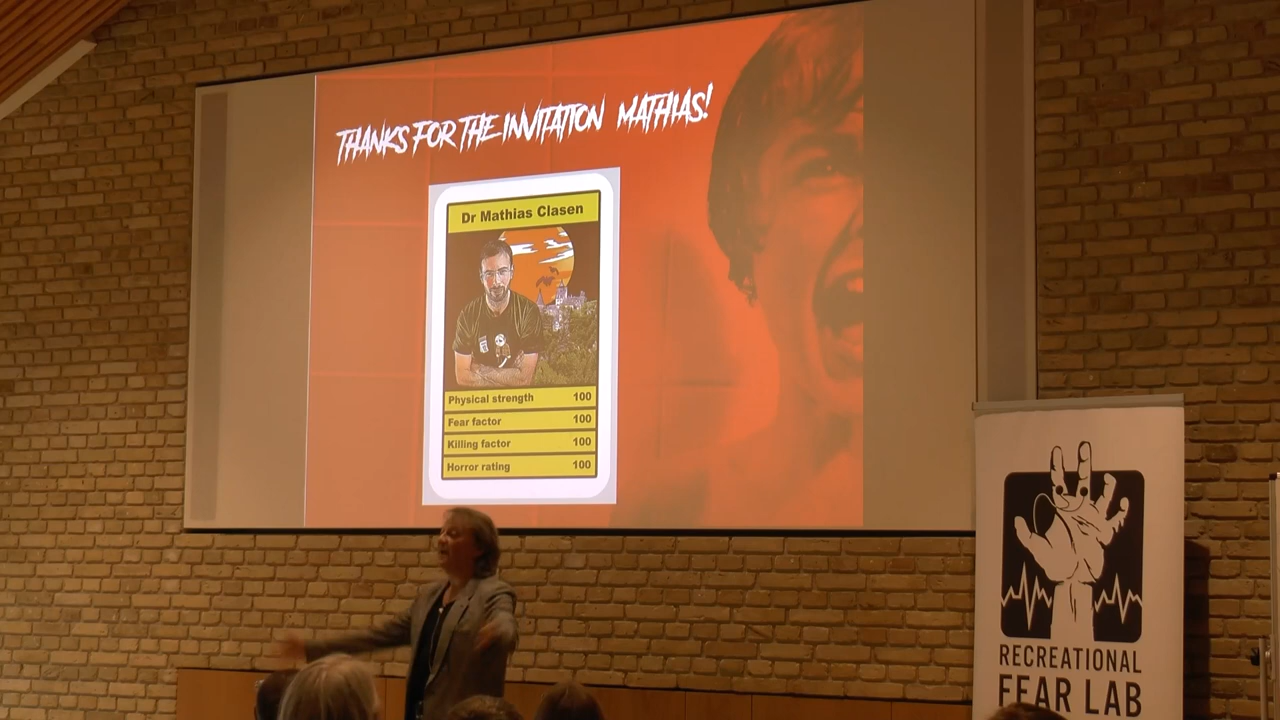 THANKS FOR THE INVITATION MATHIAS!
Dr Mathias Clasen
Physical strength 100
Fear factor 100
Killing factor 100
Horror rating 100
RECREATIONAL
FEAR LAB